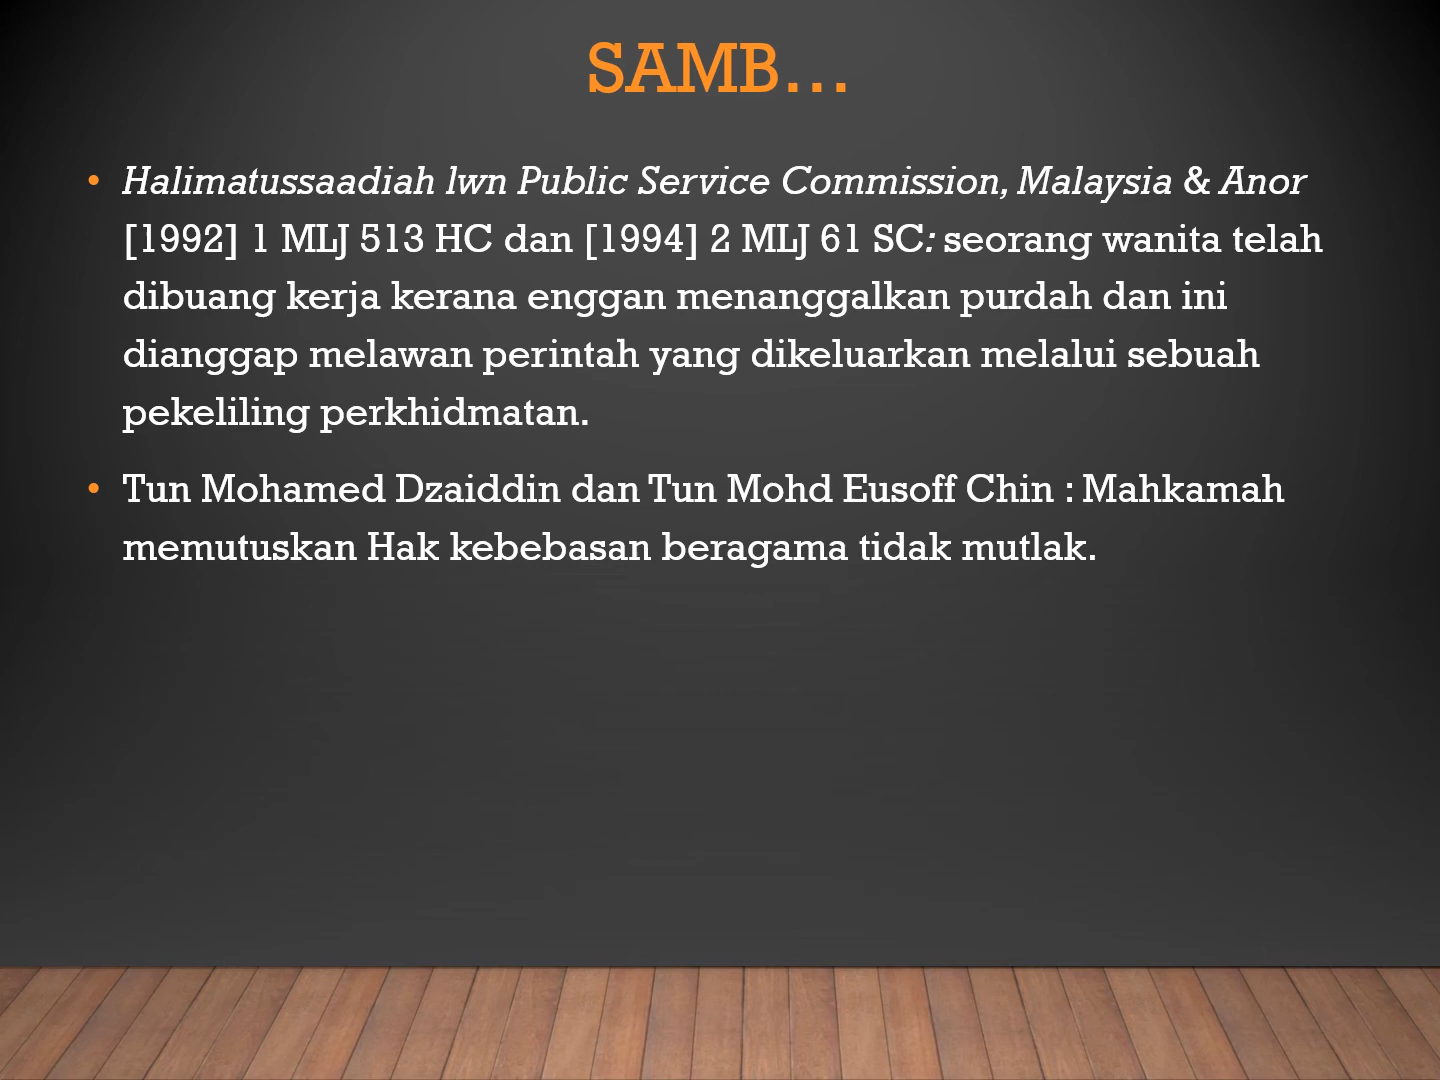 SAMB...
• Halimatussaadiah lwn Public Service Commission, Malaysia & Anor
[1992] 1 MLJ 513 HC dan [1994] 2 MLJ 61 SC: seorang wanita telah
dibuang kerja kerana enggan menanggalkan purdah dan ini
dianggap melawan perintah yang dikeluarkan melalui sebuah
pekeliling perkhidmatan.
• Tun Mohamed Dzaiddin dan Tun Mohd Eusoff Chin : Mahkamah
memutuskan Hak kebebasan beragama tidak mutlak.